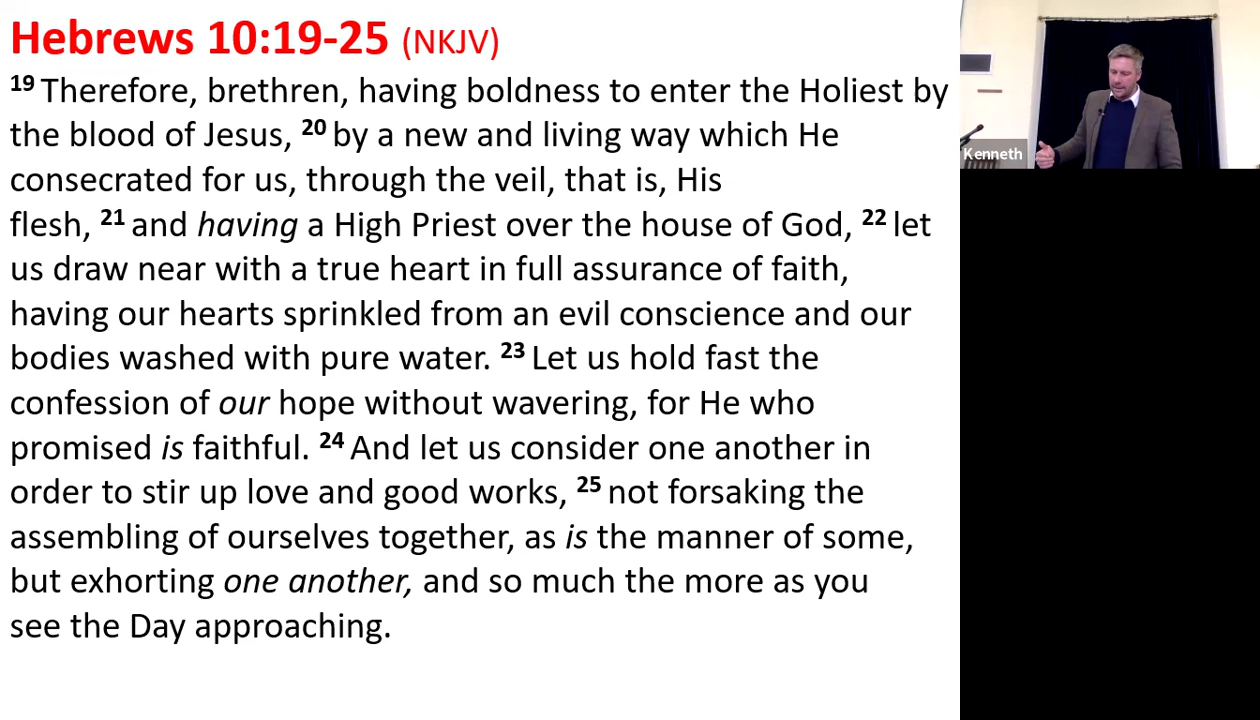 Hebrews 10:19-25 (NKJV)
19 Therefore, brethren, having boldness to enter the Holiest by
the blood of Jesus, 20 by a new and living way which He
consecrated for us, through the veil, that is, His
flesh, 21 and having a High Priest over the house of God, 22 let
us draw near with a true heart in full assurance of faith,
having our hearts sprinkled from an evil conscience and our
bodies washed with pure water. 23 Let us hold fast the
confession of our hope without wavering, for He who
promised is faithful. 24 And let us consider one another in
order to stir up love and good works, 25 not forsaking the
assembling of ourselves together, as is the manner of some,
but exhorting one another, and so much the more as you
see the Day approaching.
Kenneth